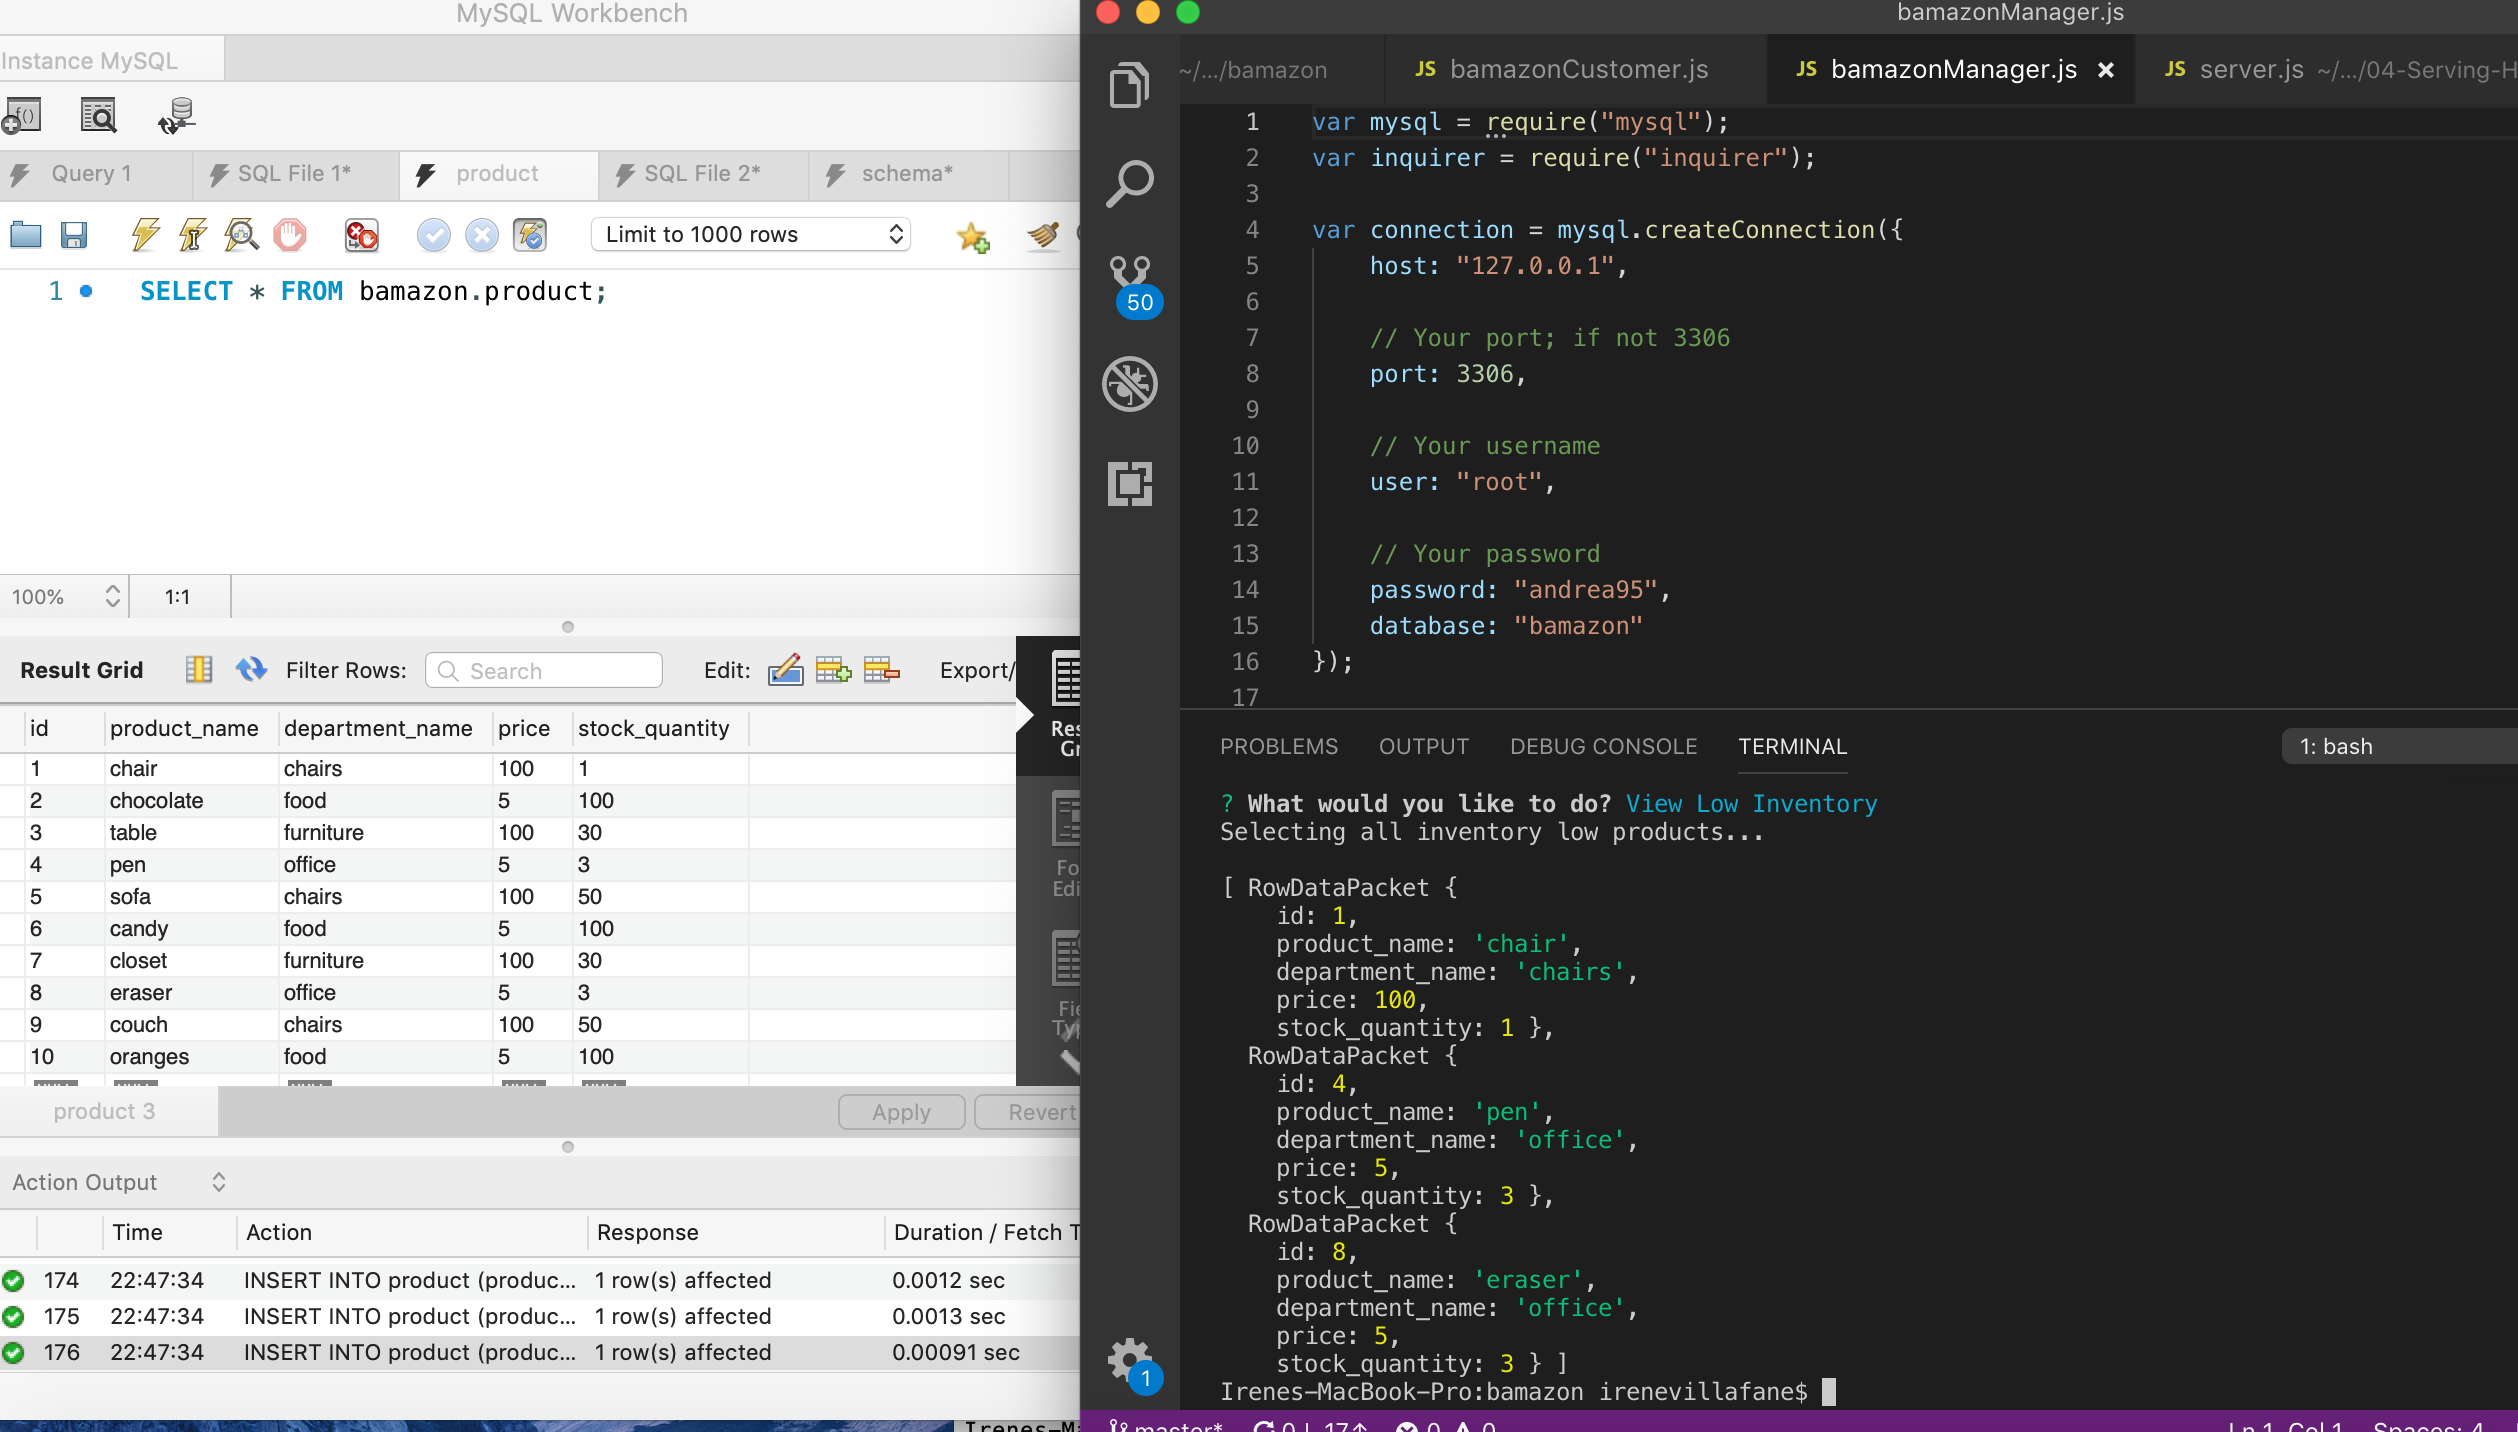 MySQL Workbench
Instance MySQL
Query 1
SQL File 1*
product
SQL File 2*
schema*
Limit to 1000 rows
1 SELECT * FROM bamazon.product;
100% 1:1
Result Grid Filter Rows: Search Edit: Export/
id product_name department_name price stock_quantity
1 chair chairs 100 1
2 chocolate food 5 100
3 table furniture 100 30
4 pen office 5 3
5 sofa chairs 100 50
6 candy food 5 100
7 closet furniture 100 30
8 eraser office 5 3
9 couch chairs 100 50
10 oranges food 5 100
product 3 Apply Revert
Action Output
Time Action Response Duration / Fetch T
174 22:47:34 INSERT INTO product (produc... 1 row(s) affected 0.0012 sec
175 22:47:34 INSERT INTO product (produc... 1 row(s) affected 0.0013 sec
176 22:47:34 INSERT INTO product (produc... 1 row(s) affected 0.00091 sec
bamazonManager.js
~/.../bamazon JS bamazonCustomer.js JS bamazonManager.js × JS server.js ~/.../04-Serving-H
50
1 var mysql = require("mysql");
2 var inquirer = require("inquirer");
3
4 var connection = mysql.createConnection({
5 host: "127.0.0.1",
6
7 // Your port; if not 3306
8 port: 3306,
9
10 // Your username
11 user: "root",
12
13 // Your password
14 password: "andrea95",
15 database: "bamazon"
16 });
17
PROBLEMS OUTPUT DEBUG CONSOLE TERMINAL 1: bash
? What would you like to do? View Low Inventory
Selecting all inventory low products...
[ RowDataPacket {
id: 1,
product_name: 'chair',
department_name: 'chairs',
price: 100,
stock_quantity: 1 },
RowDataPacket {
id: 4,
product_name: 'pen',
department_name: 'office',
price: 5,
stock_quantity: 3 },
RowDataPacket {
id: 8,
product_name: 'eraser',
department_name: 'office',
price: 5,
stock_quantity: 3 } ]
Irenes-MacBook-Pro:bamazon irenevillafane$
1
master* 0↓ 17↑ 0 0 Ln 1, Col 1 Spaces: 4